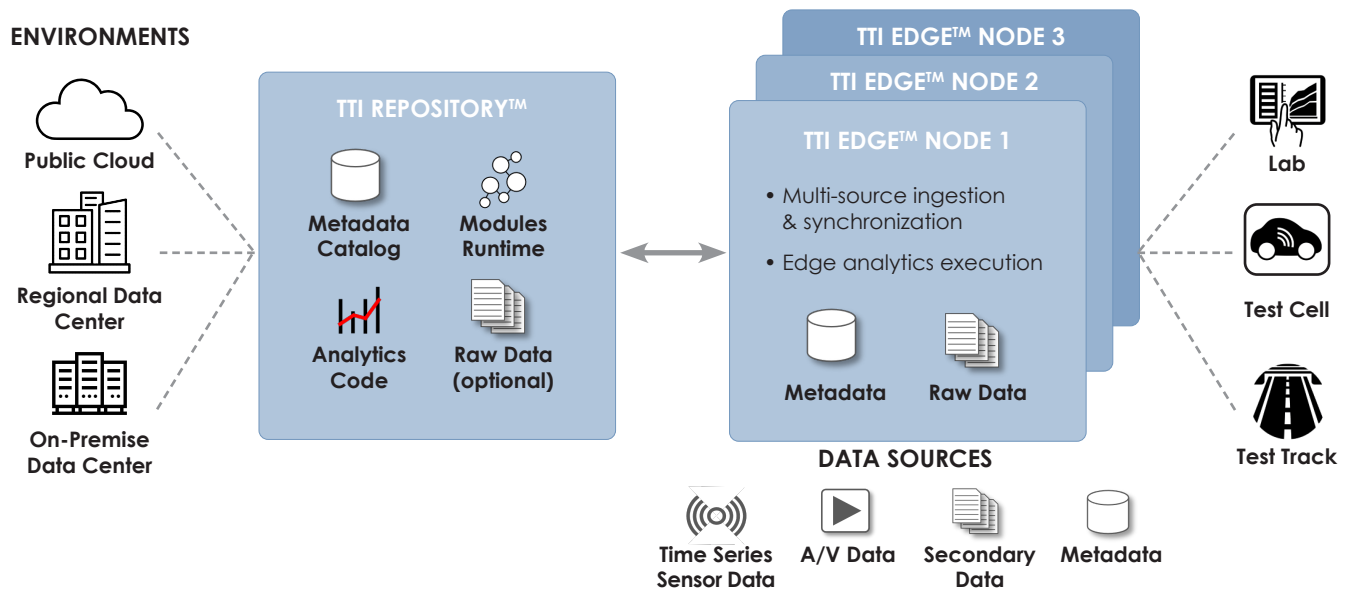 ENVIRONMENTS
Public Cloud
Regional Data
Center
On-Premise
Data Center
TTI REPOSITORY™
Metadata
Catalog
Modules
Runtime
Analytics
Code
Raw Data
(optional)
TTI EDGE™ NODE 3
TTI EDGE™ NODE 2
TTI EDGE™ NODE 1
• Multi-source ingestion
& synchronization
• Edge analytics execution
Metadata
Raw Data
Lab
Test Cell
Test Track
DATA SOURCES
Time Series
Sensor Data
A/V Data
Secondary
Data
Metadata